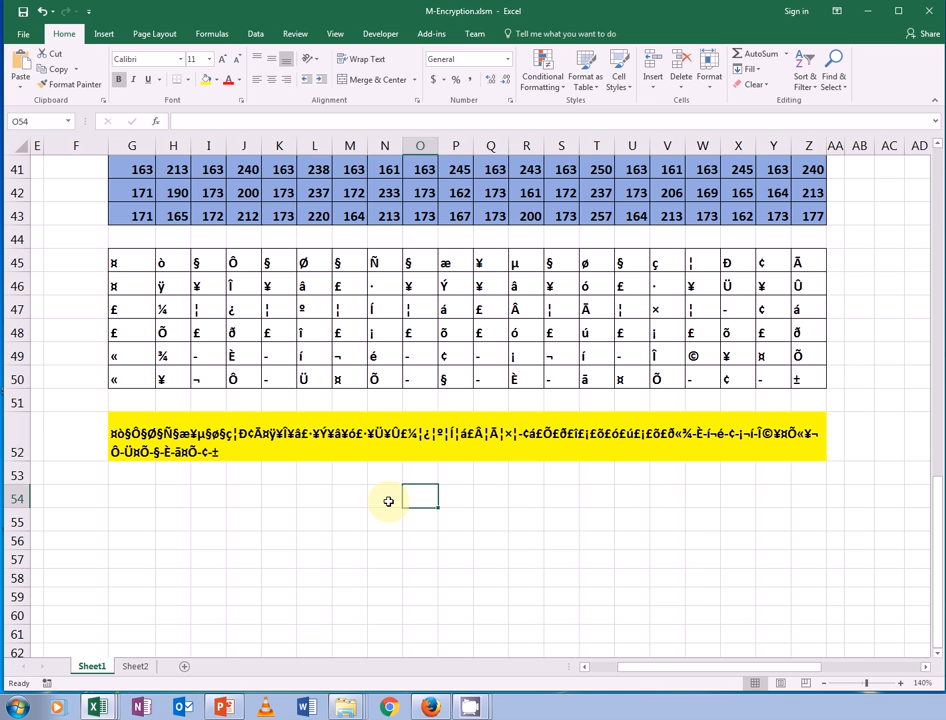 M-Encryption.xlsm - Excel
Sign in
File Home Insert Page Layout Formulas Data Review View Developer Add-ins Team Tell me what you want to do Share
Paste
Cut
Copy
Format Painter
Clipboard
Calibri 11
B I U
Font
Wrap Text
Merge & Center
Alignment
General
$ % ,
Number
Conditional Formatting
Format as Table
Cell Styles
Styles
Insert Delete Format
Cells
AutoSum
Fill
Clear
Sort & Filter
Find & Select
Editing
O54 fx
E F G H I J K L M N O P Q R S T U V W X Y Z AA AB AC AD
41 163 213 163 240 163 238 163 161 163 245 163 243 163 250 163 161 163 245 163 240
42 171 190 173 200 173 237 172 233 173 162 173 161 172 237 173 206 169 165 164 213
43 171 165 172 212 173 220 164 213 173 167 173 200 173 257 164 213 173 162 173 177
44
45 ¤ ò § Ô § Ø § Ñ § æ ¥ µ § ø § ç ¦ Ð ¢ Ã
46 ¤ ÿ ¥ Î ¥ â £ · ¥ Ý ¥ â ¥ ó £ · ¥ Ü ¥ Û
47 £ ¼ ¦ ¿ ¦ º ¦ Í ¦ á £ Â ¦ Ã ¦ × ¦ - ¢ á
48 £ Õ £ ð £ î £ ¡ £ õ £ ó £ ú £ ¡ £ õ £ ð
49 « ¾ - È - í ¬ é - ¢ - ¡ ¬ í - Î © ¥ ¤ Õ
50 « ¥ ¬ Ô - Ü ¤ Õ - § - È - ā ¤ Õ - ¢ - ±
51
52 ¤ò§Ô§Ø§Ñ§æ¥µ§ø§ç¦Ð¢Ã¤ÿ¥Î¥â£·¥Ý¥â¥ó£·¥Ü¥Û£¼¦¿¦º¦Í¦á£Â¦Ã¦×¦-¢á£Õ£ð£î£¡£õ£ó£ú£¡£õ£ð«¾-È-í¬é-¢-¡¬í-Î©¥¤Õ«¥¬
Ô-Ü¤Õ-§-È-ā¤Õ-¢-±
53
54
55
56
57
58
59
60
61
62
Sheet1 Sheet2
Ready 140%